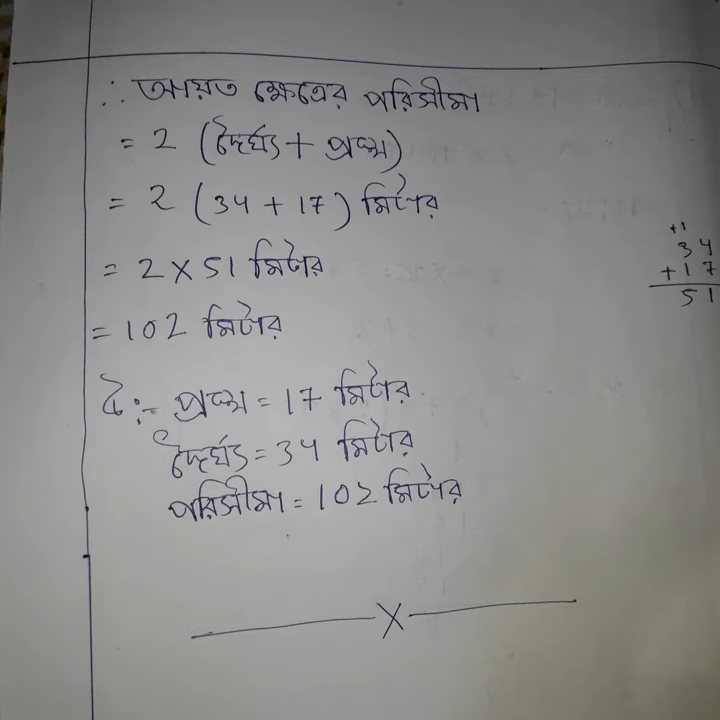 ∴ আয়ত ক্ষেত্রের পরিসীমা
= 2 (দৈর্ঘ্য + প্রস্থ)
= 2 (34 + 17) মিটার
= 2 × 51 মিটার
= 102 মিটার
+1
34
+17
51
উ:- প্রস্থ = 17 মিটার
দৈর্ঘ্য = 34 মিটার
পরিসীমা = 102 মিটার
X